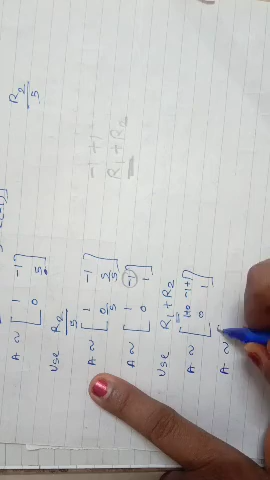 A ~ [ 1 -1
0 5 ]
Use R2/5
A ~ [ 1 -1
0/5 5/5 ]
A ~ [ 1 -1
0 1 ]
Use R1+R2
A ~ [ 1+0 -1+1
0 1 ]
A ~ [
-1+1
R1+R2
R2/5